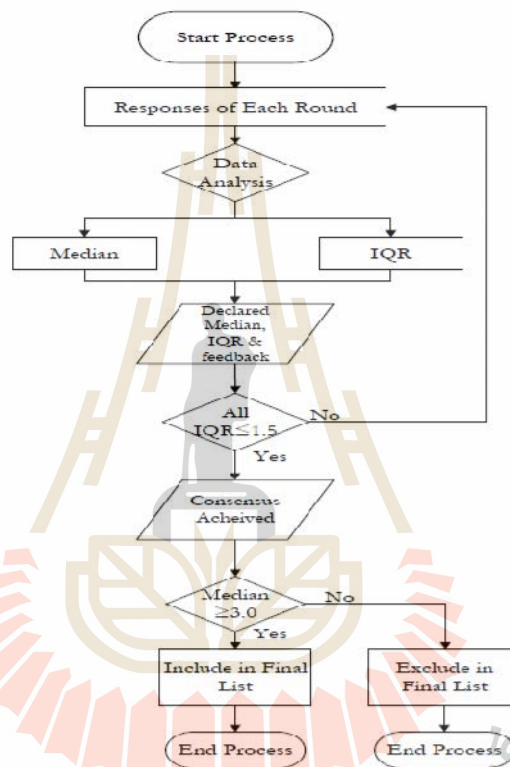 Start Process
Responses of Each Round
Data
Analysis
Median
IQR
Declared
Median,
IQR &
feedback
All
IQR≤1.5
No
Yes
Consensus
Acheived
Median
≥3.0
No
Yes
Include in Final
List
Exclude in
Final List
End Process
End Process